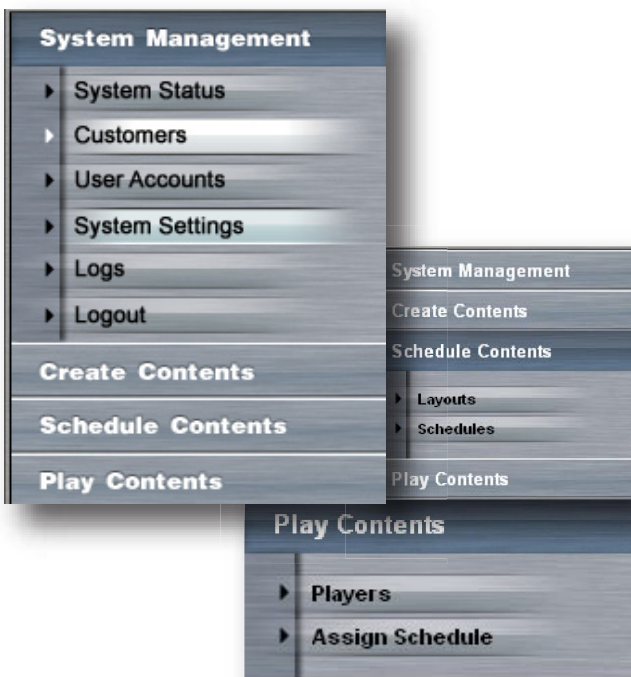 System Management
System Status
Customers
User Accounts
System Settings
Logs
Logout
Create Contents
Schedule Contents
Play Contents
System Management
Create Contents
Schedule Contents
Layouts
Schedules
Play Contents
Play Contents
Players
Assign Schedule